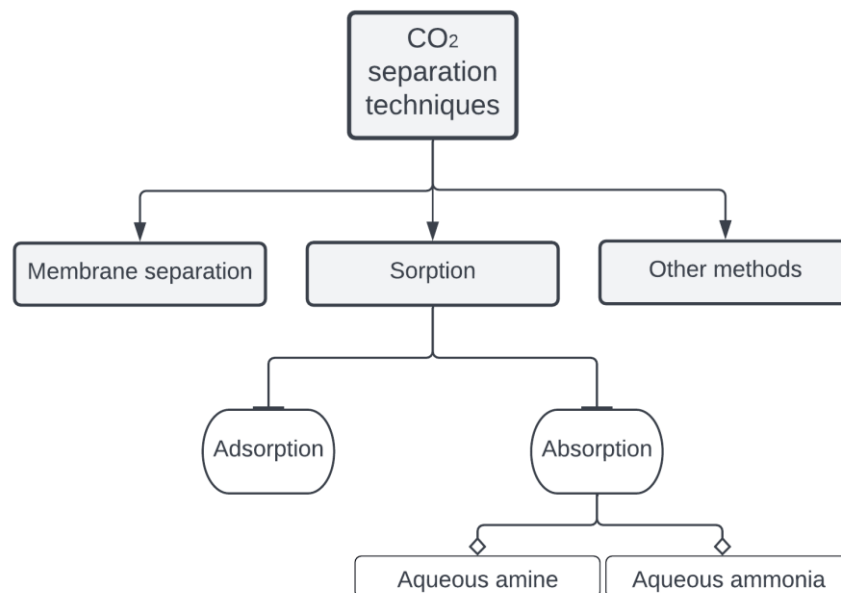 CO₂
separation
techniques
Membrane separation
Sorption
Other methods
Adsorption
Absorption
Aqueous amine
Aqueous ammonia